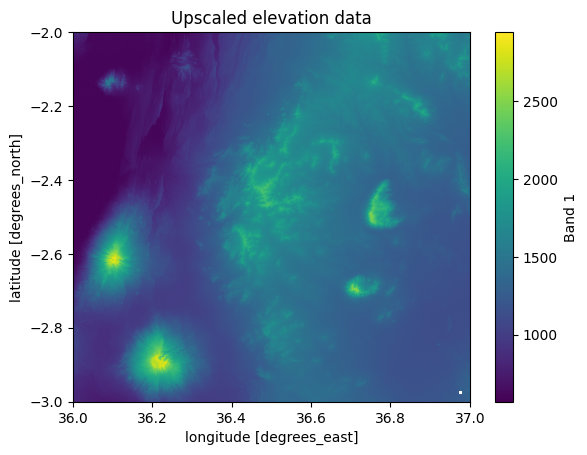 Upscaled elevation data
−2.0
−2.2
−2.4
−2.6
−2.8
−3.0
latitude [degrees_north]
36.0 36.2 36.4 36.6 36.8 37.0
longitude [degrees_east]
2500
2000
1500
1000
Band 1